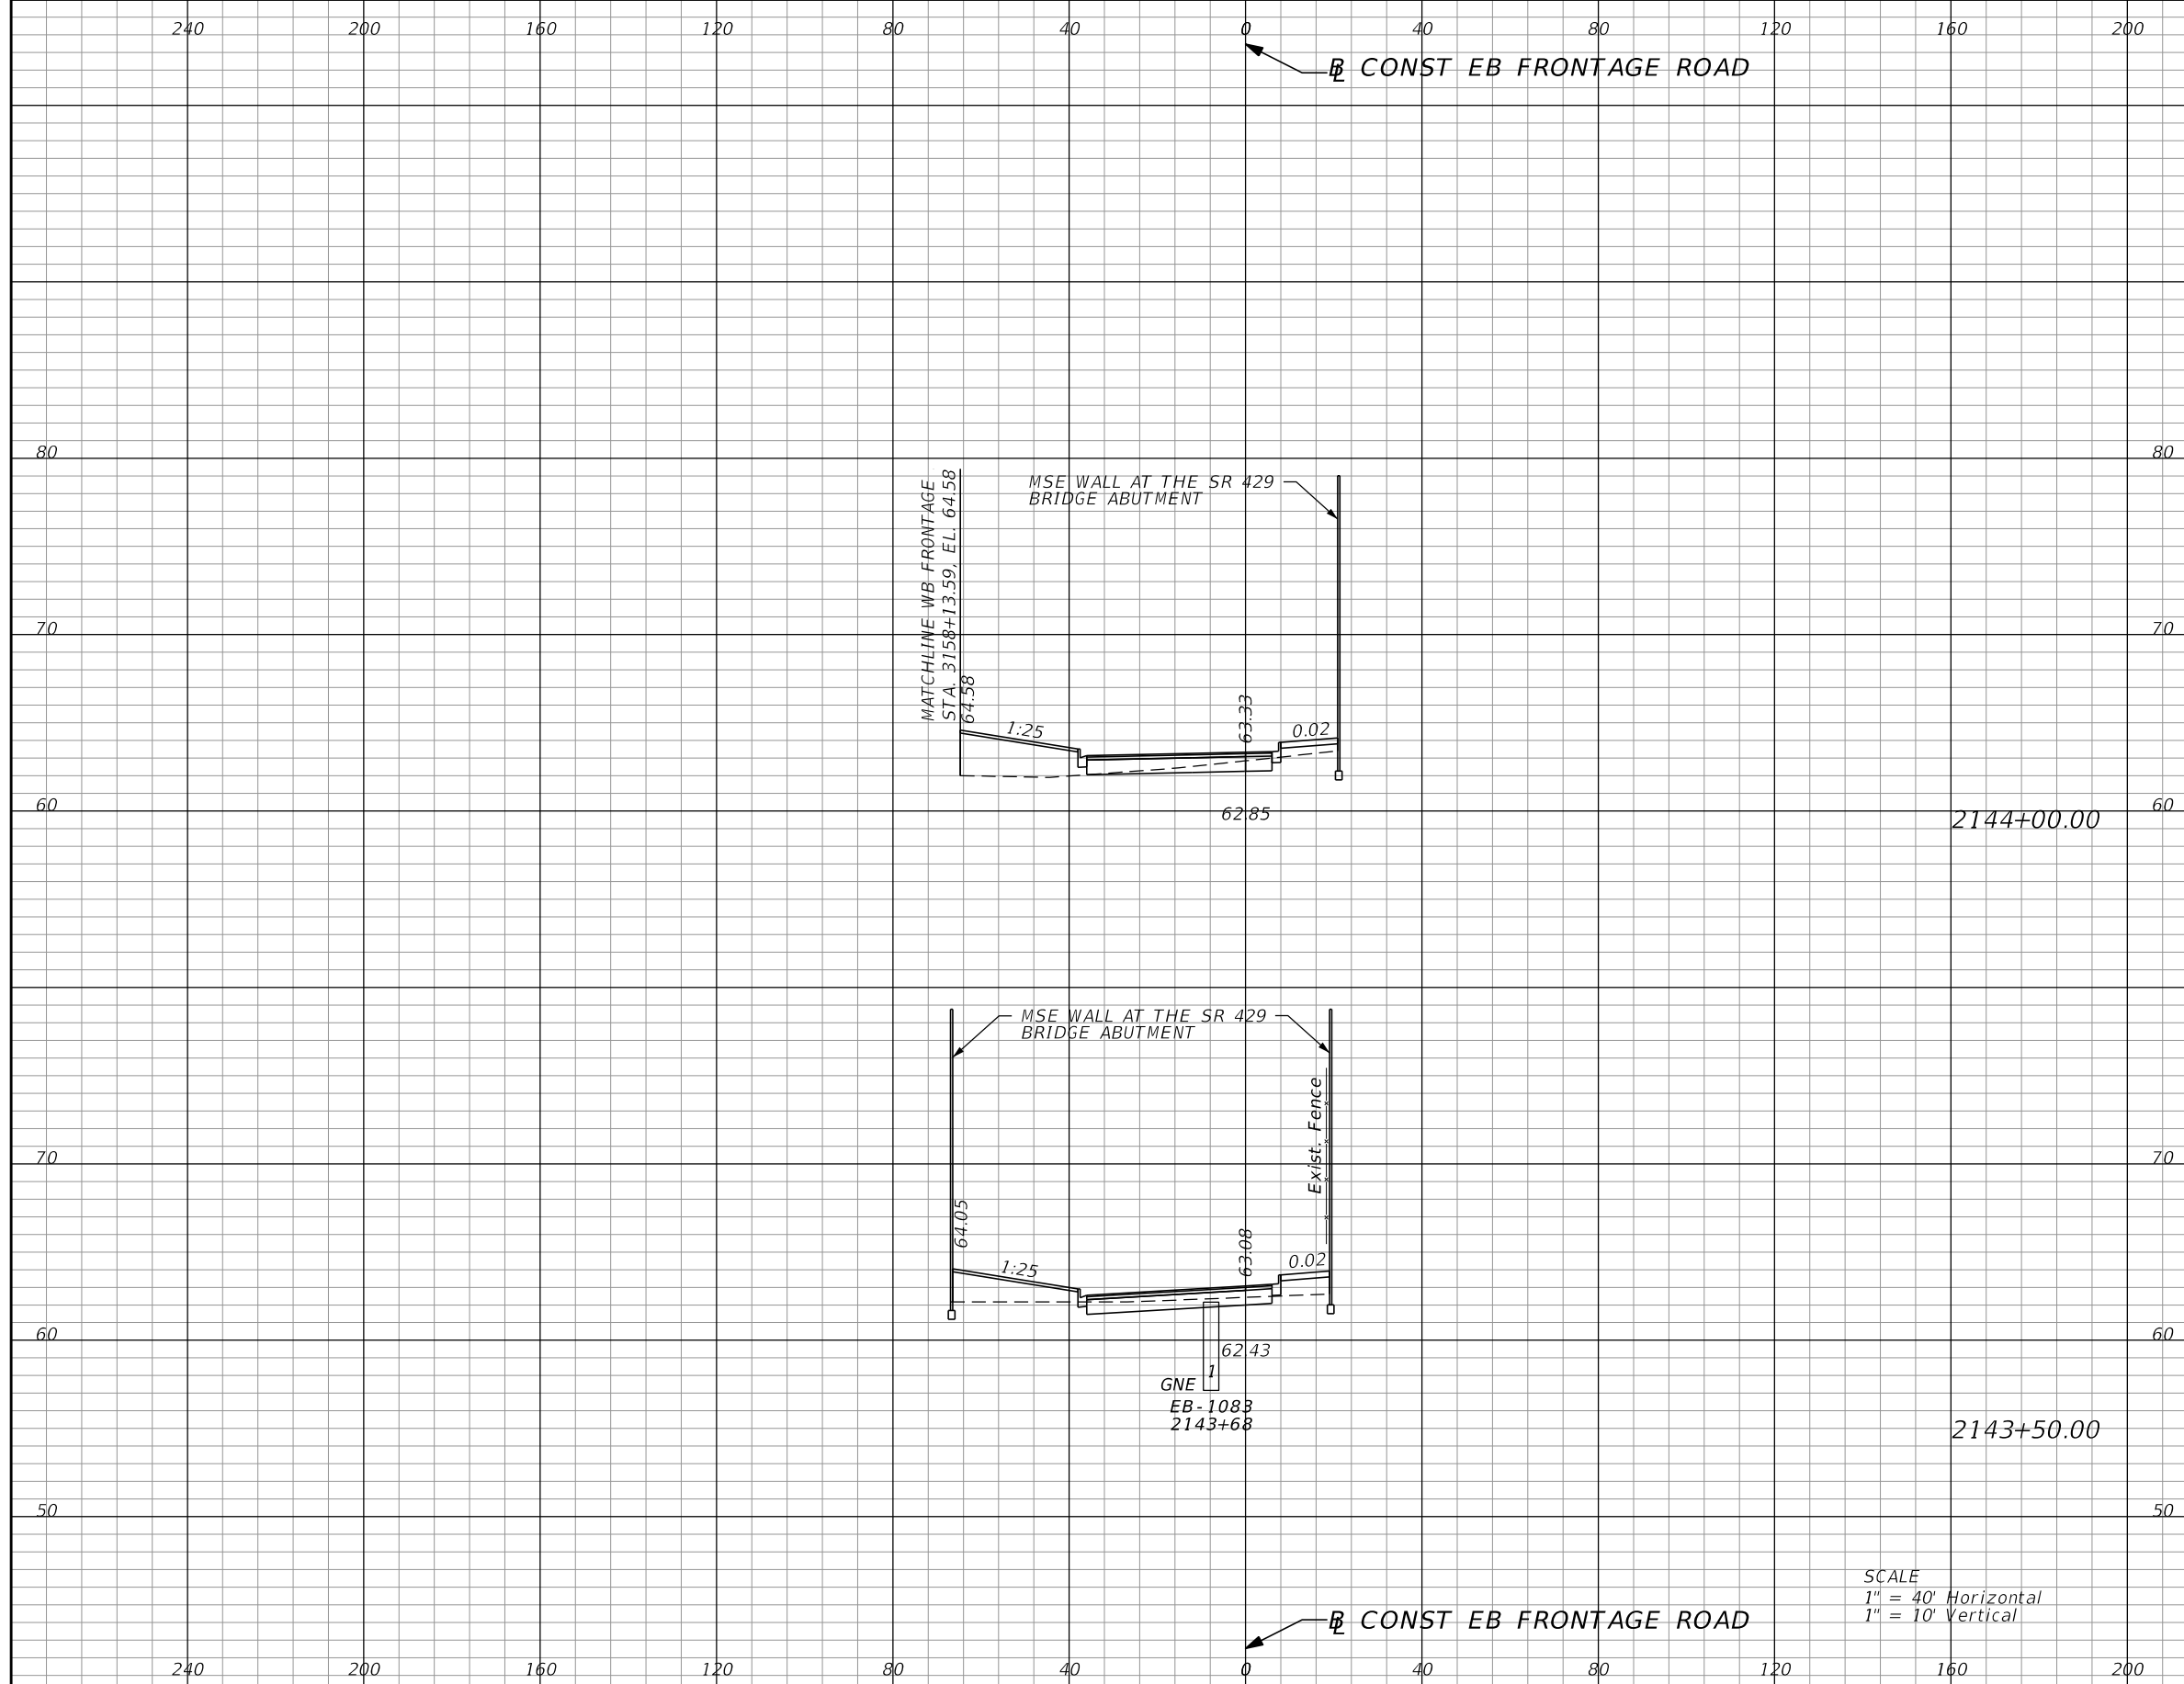 240 200 160 120 80 40 0 40 80 120 160 200
BL CONST EB FRONTAGE ROAD
80 80
MATCHLINE WB FRONTAGE
STA. 3158+13.59, EL. 64.58
64.58
MSE WALL AT THE SR 429
BRIDGE ABUTMENT
70 70
1:25
63.33
0.02
60 60
62.85
2144+00.00
MSE WALL AT THE SR 429
BRIDGE ABUTMENT
Exist. Fence
70 70
64.05
63.08
1:25
0.02
60 60
62.43
1
GNE
EB-1083
2143+68
2143+50.00
50 50
SCALE
1" = 40' Horizontal
1" = 10' Vertical
BL CONST EB FRONTAGE ROAD
240 200 160 120 80 40 0 40 80 120 160 200